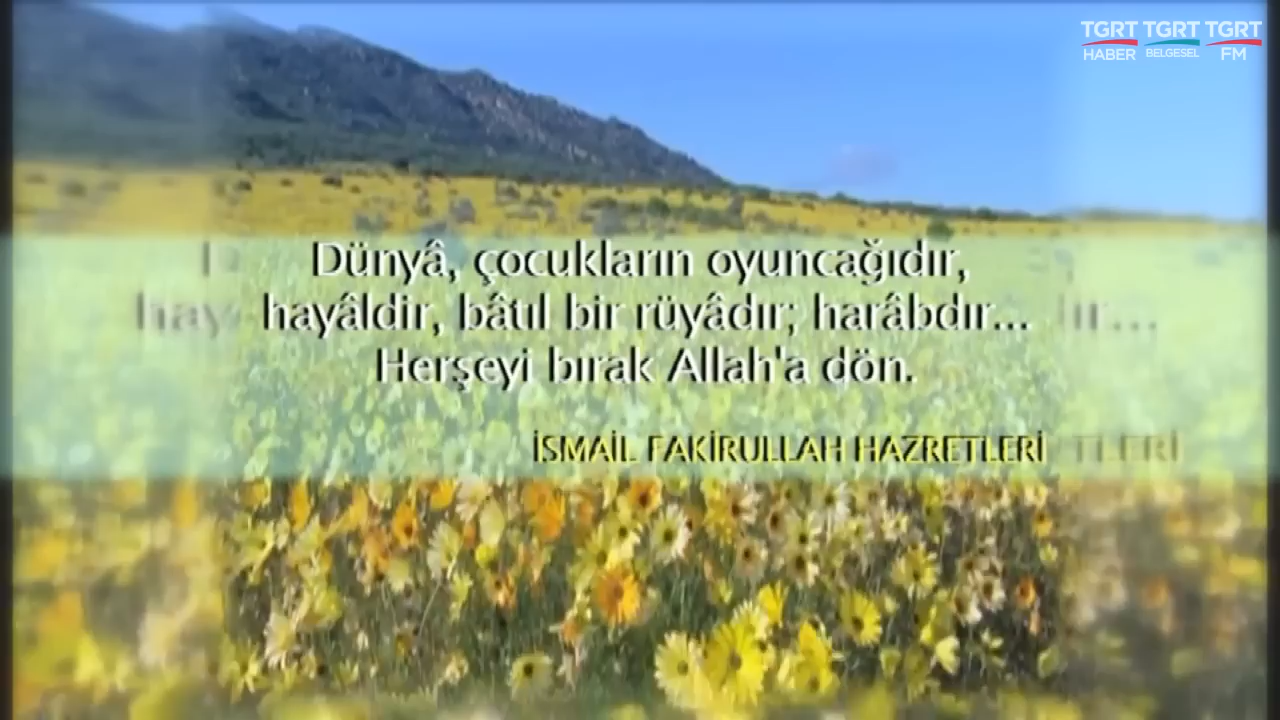 TGRT TGRT TGRT
HABER BELGESEL FM
Dünyâ, çocukların oyuncağıdır,
hayâldir, bâtıl bir rüyâdır; harâbdır...
Herşeyi bırak Allah'a dön.
İSMAİL FAKİRULLAH HAZRETLERİ